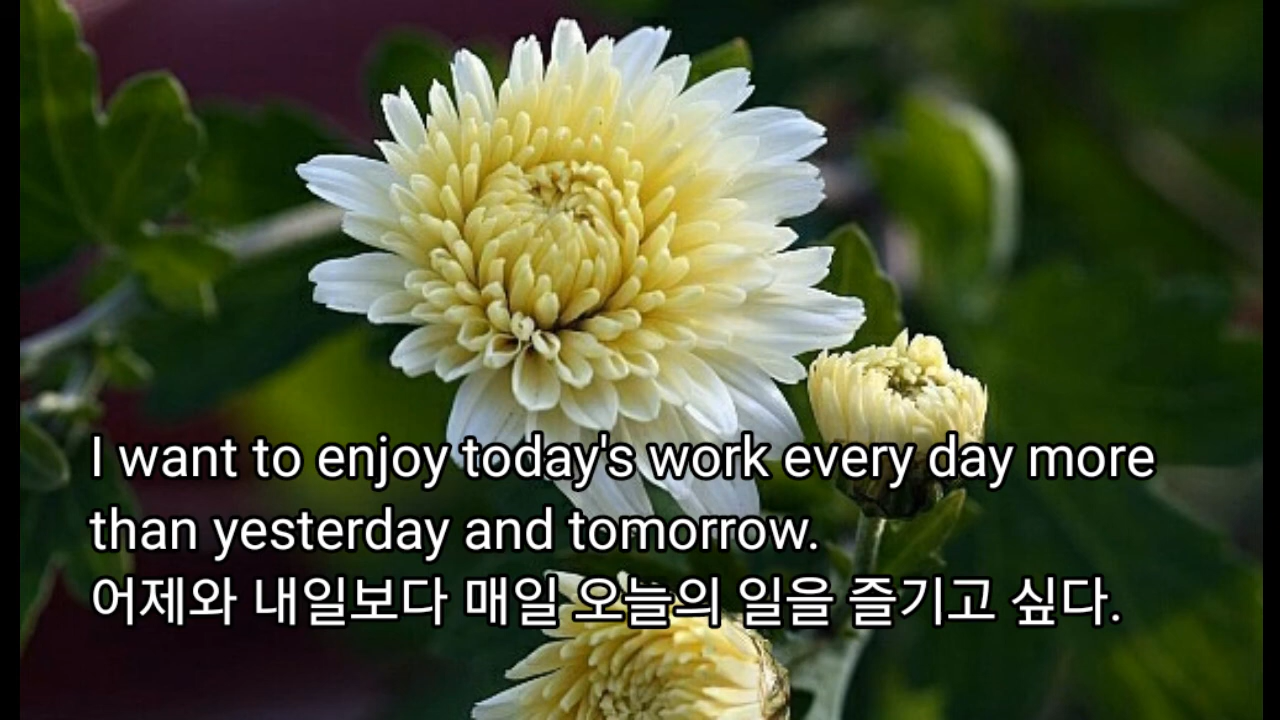 I want to enjoy today's work every day more
than yesterday and tomorrow.
어제와 내일보다 매일 오늘의 일을 즐기고 싶다.